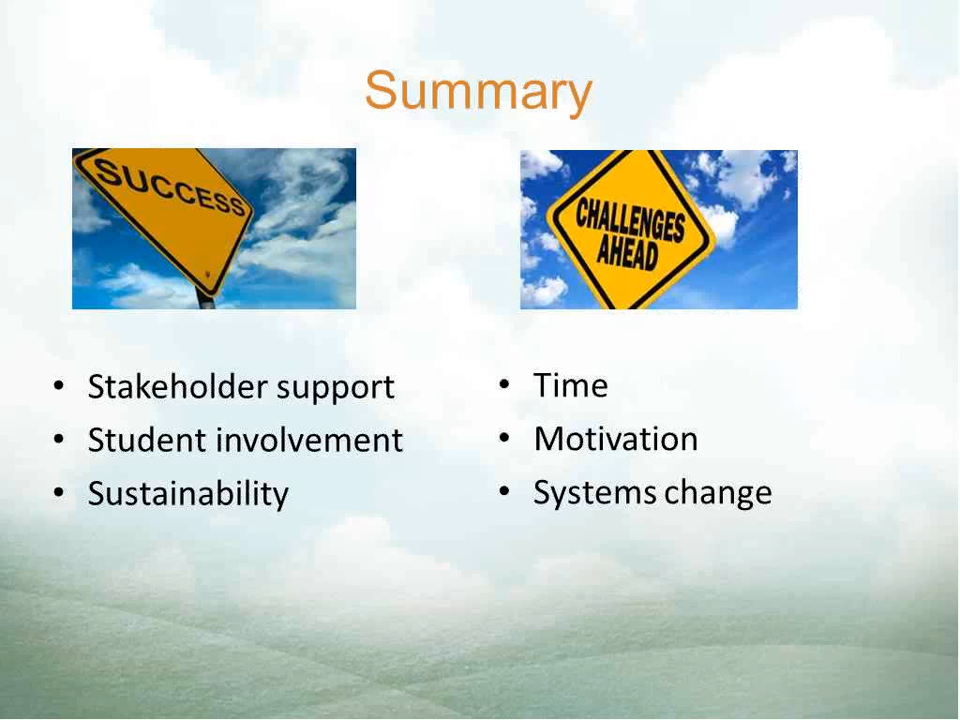 Summary
SUCCESS
• Stakeholder support
• Student involvement
• Sustainability
CHALLENGES
AHEAD
• Time
• Motivation
• Systems change